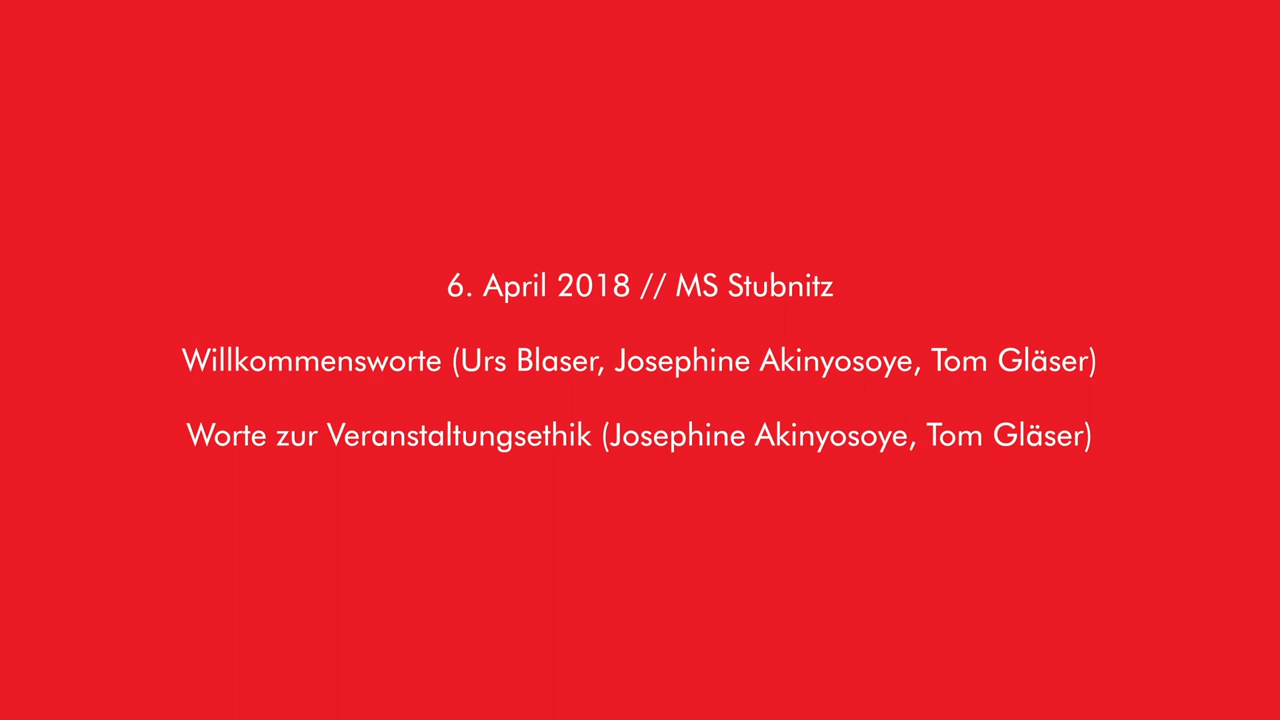 6. April 2018 // MS Stubnitz
Willkommensworte (Urs Blaser, Josephine Akinyosoye, Tom Gläser)
Worte zur Veranstaltungsethik (Josephine Akinyosoye, Tom Gläser)